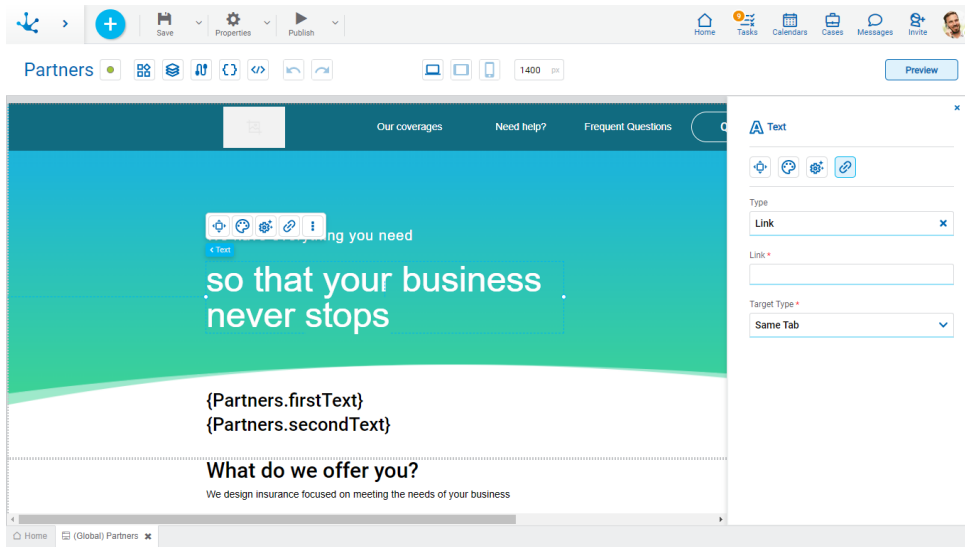 Save
Properties
Publish
Home
9
Tasks
Calendars
Cases
Messages
Invite
Partners
1400 px
Preview
Our coverages
Need help?
Frequent Questions
Q
Text
Type
Link
Link *
Target Type *
Same Tab
you need
Text
so that your business
never stops
{Partners.firstText}
{Partners.secondText}
What do we offer you?
We design insurance focused on meeting the needs of your business
Home
(Global) Partners